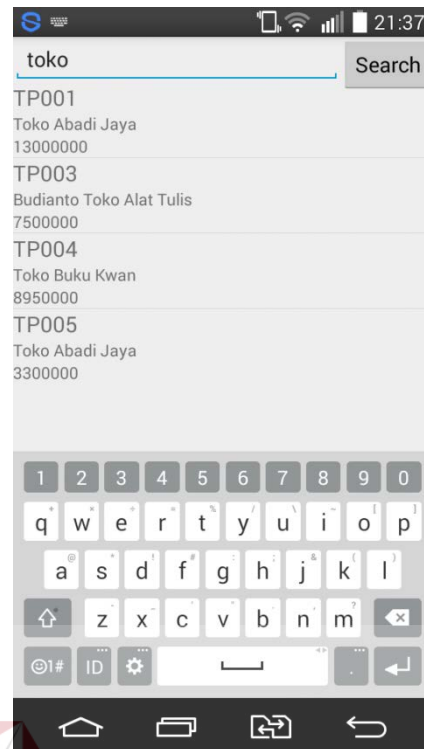 21:37
toko
Search
TP001
Toko Abadi Jaya
13000000
TP003
Budianto Toko Alat Tulis
7500000
TP004
Toko Buku Kwan
8950000
TP005
Toko Abadi Jaya
3300000
1 2 3 4 5 6 7 8 9 0
q w e r t y u i o p
a s d f g h j k l
z x c v b n m
☺1# ID .